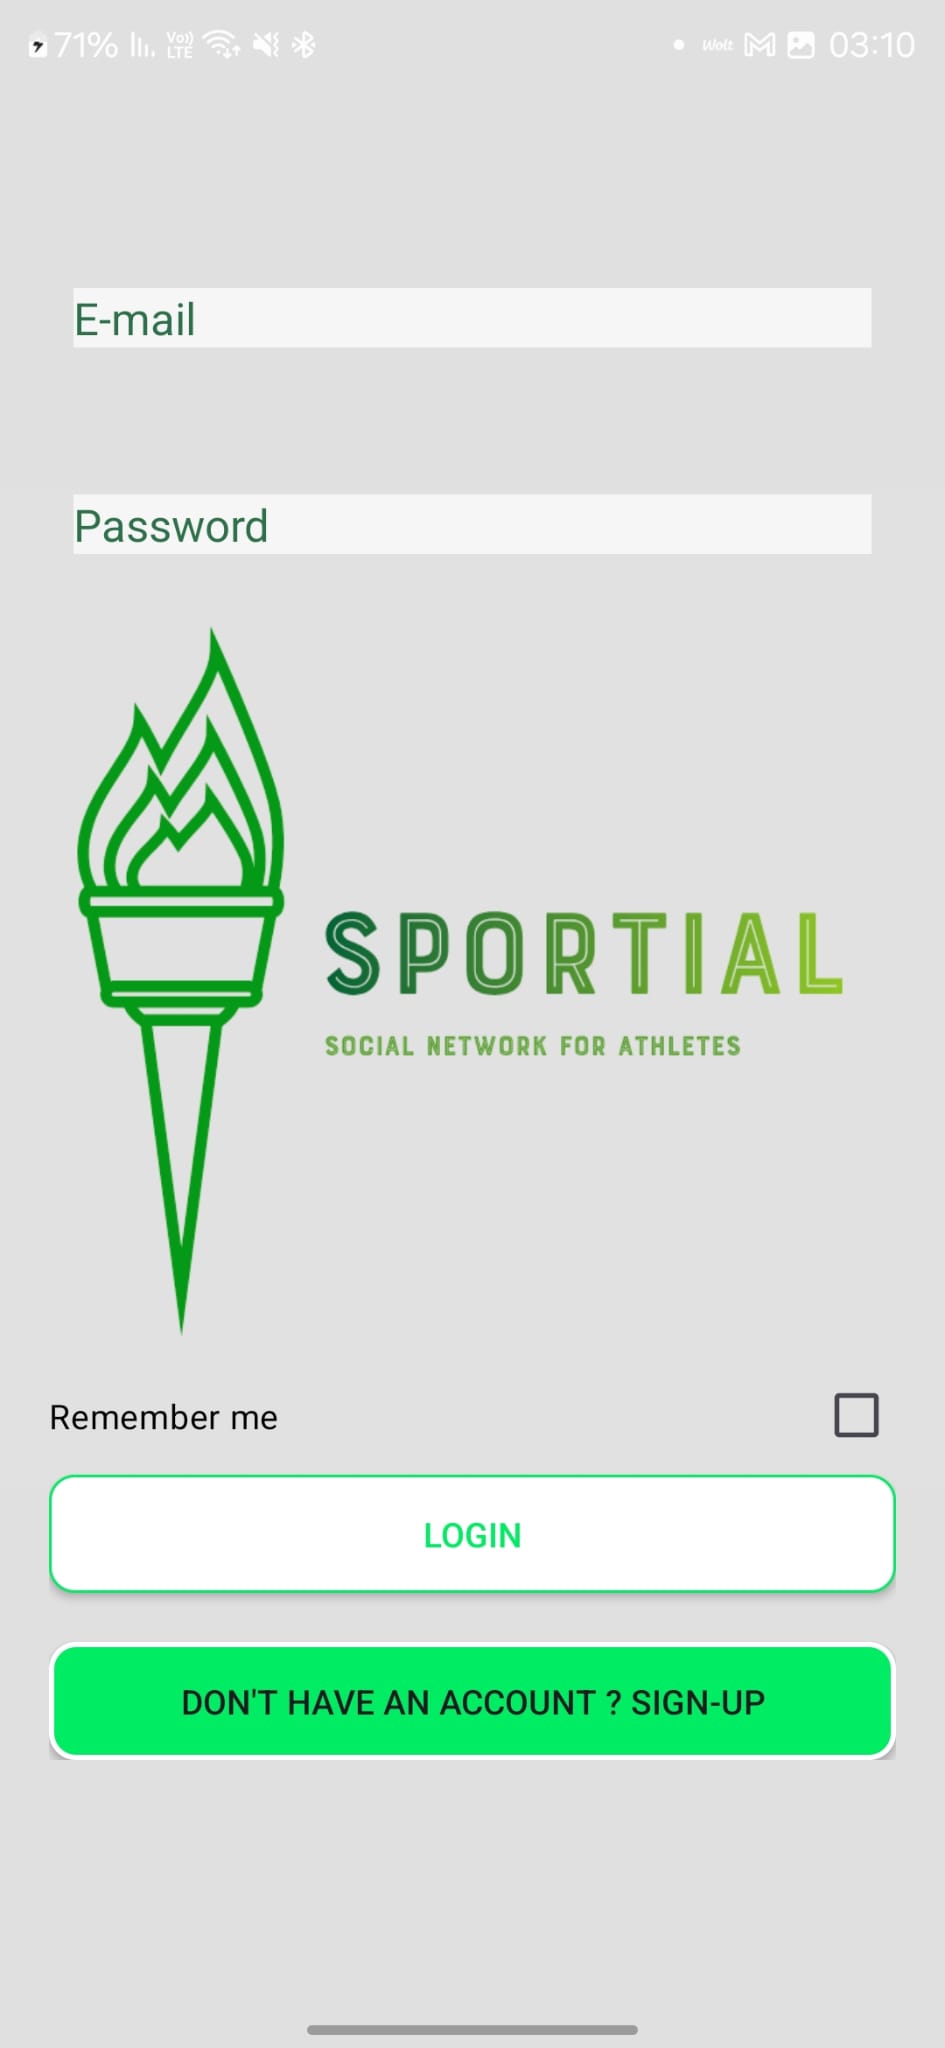 71% Vo)) LTE Wolt 03:10
E-mail
Password
SPORTIAL
SOCIAL NETWORK FOR ATHLETES
Remember me
LOGIN
DON'T HAVE AN ACCOUNT ? SIGN-UP